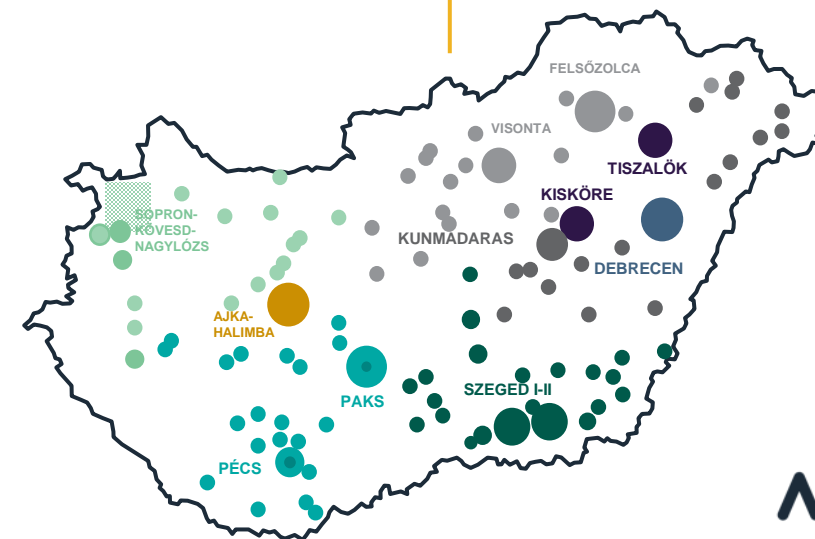 FELSŐZOLCA
VISONTA
TISZALÖK
KISKÖRE
SOPRON-
KÖVESD-
NAGYLÓZS
KUNMADARAS
DEBRECEN
AJKA-
HALIMBA
SZEGED I-II
PAKS
PÉCS